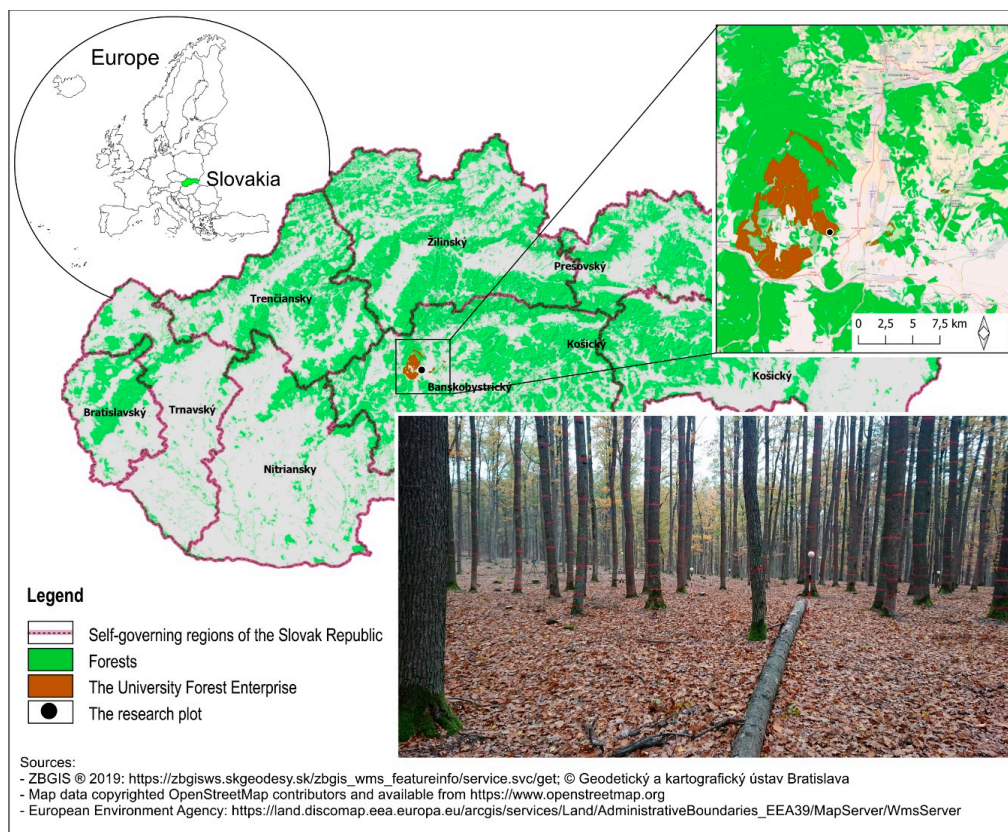 Europe
Slovakia
Žilinský
Prešovský
Trenčiansky
Košický
Košický
Banskobystrický
Bratislavský
Trnavský
Nitriansky
0 2,5 5 7,5 km
Legend
Self-governing regions of the Slovak Republic
Forests
The University Forest Enterprise
The research plot
Sources:
- ZBGIS ® 2019: https://zbgisws.skgeodesy.sk/zbgis_wms_featureinfo/service.svc/get; © Geodetický a kartografický ústav Bratislava
- Map data copyrighted OpenStreetMap contributors and available from https://www.openstreetmap.org
- European Environment Agency: https://land.discomap.eea.europa.eu/arcgis/services/Land/AdministrativeBoundaries_EEA39/MapServer/WmsServer